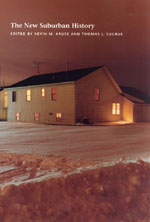 The New Suburban History
EDITED BY KEVIN M. KRUSE AND THOMAS J. SUGRUE